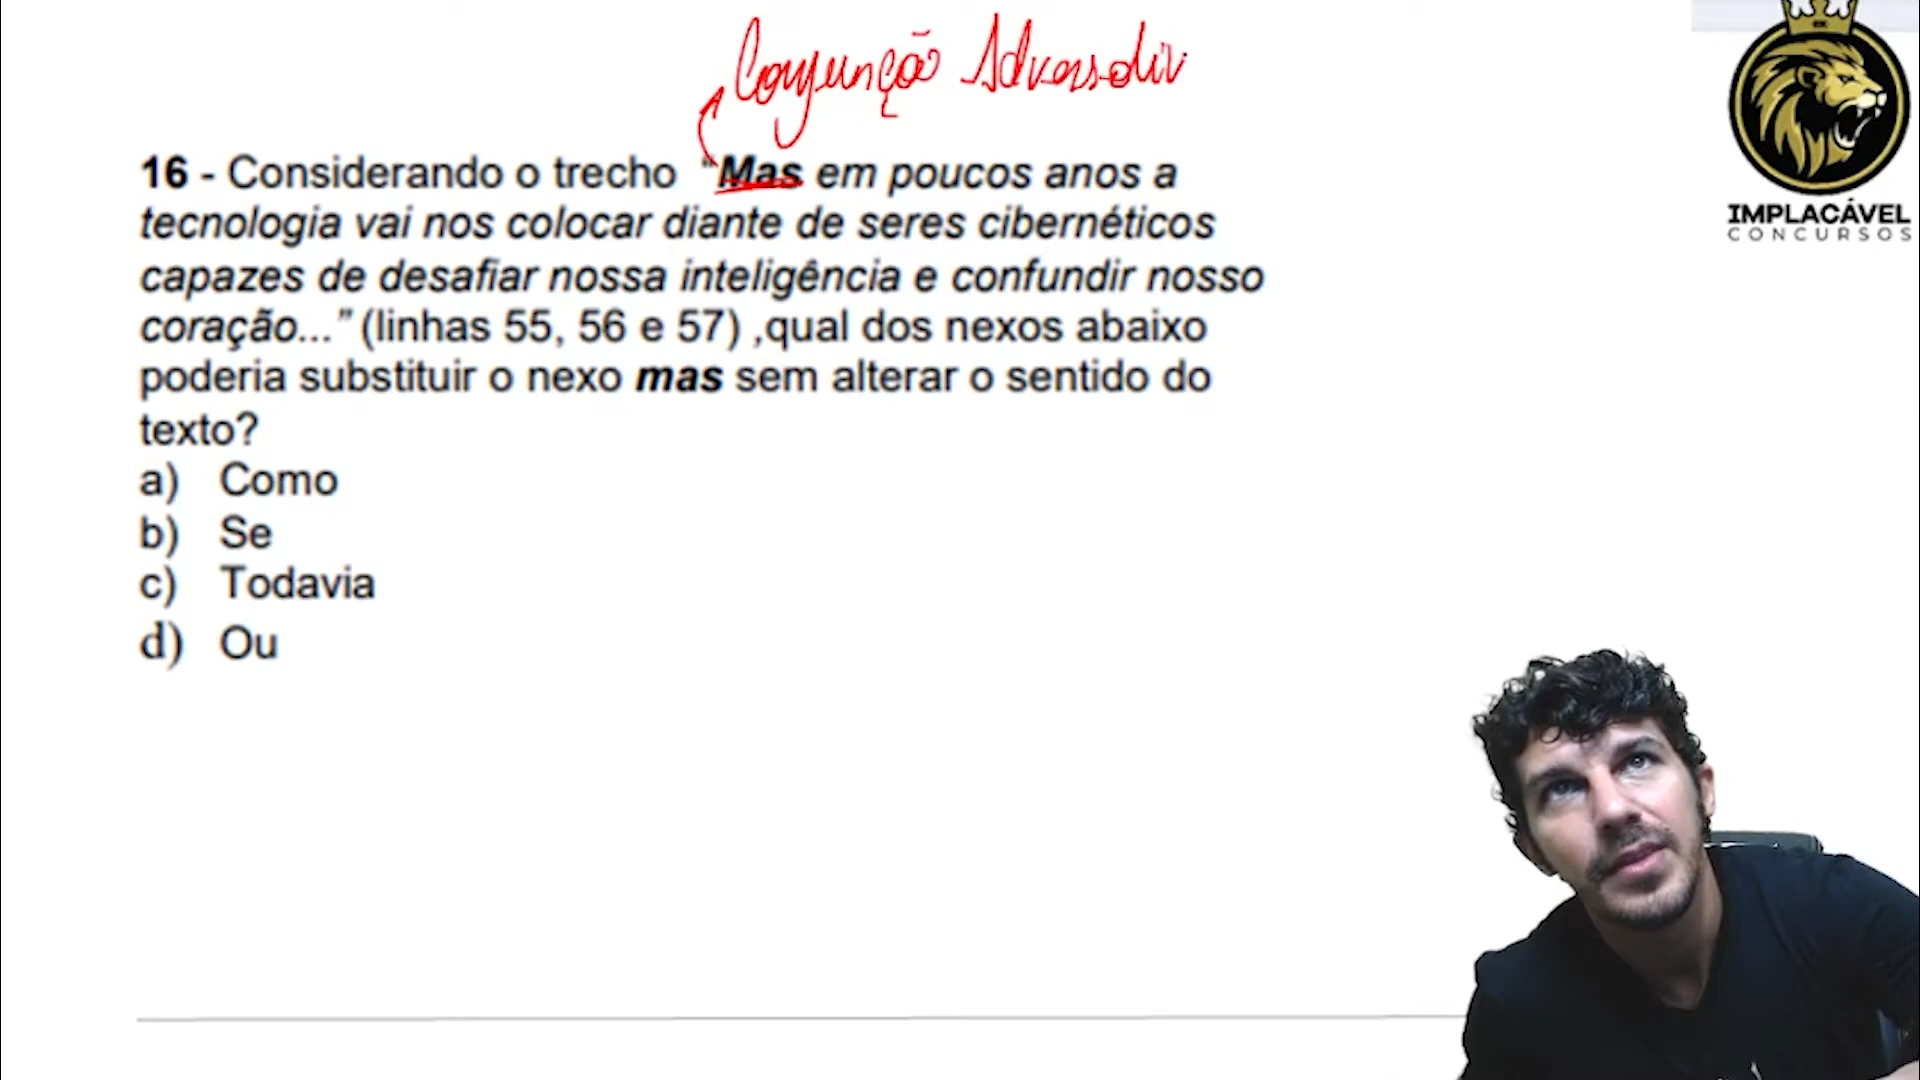 Conjunção Adversativ
16 - Considerando o trecho “Mas em poucos anos a
tecnologia vai nos colocar diante de seres cibernéticos
capazes de desafiar nossa inteligência e confundir nosso
coração...” (linhas 55, 56 e 57) ,qual dos nexos abaixo
poderia substituir o nexo mas sem alterar o sentido do
texto?
a) Como
b) Se
c) Todavia
d) Ou
IMPLACÁVEL
CONCURSOS